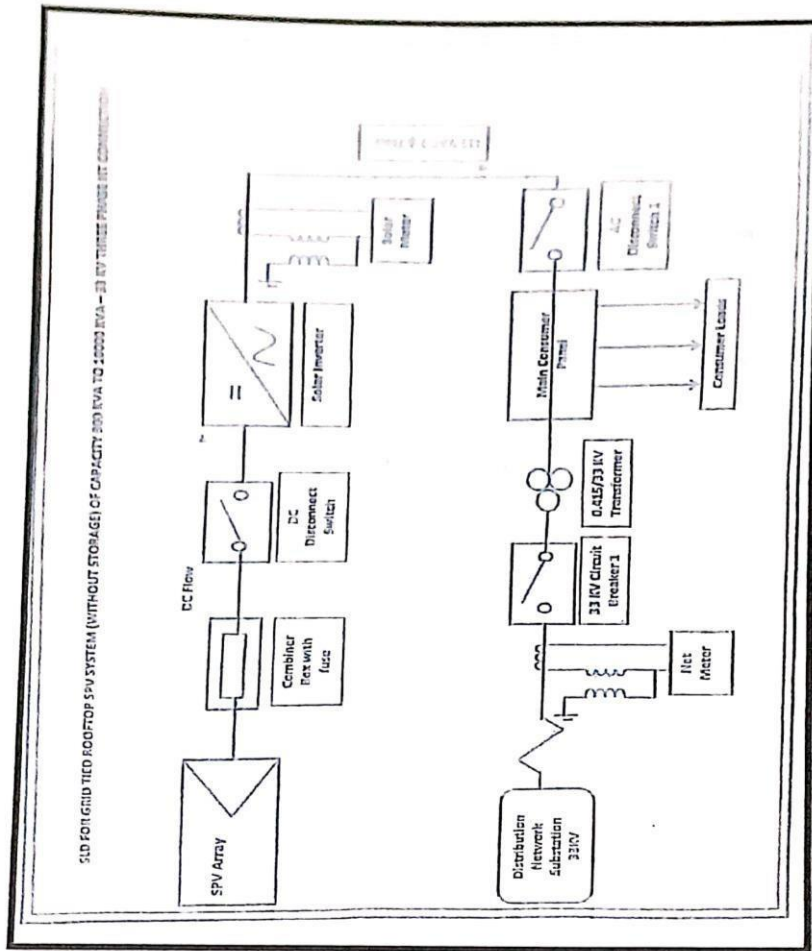 SLD FOR GRID TIED ROOFTOP SPV SYSTEM (WITHOUT STORAGE) OF CAPACITY KVA TO KVA – 33 KV THREE PHASE HT CONNECTION
SPV Array
Combiner
Box with
fuse
DC Flow
DC
Disconnect
Switch
Solar Inverter
Solar
Meter
Distribution
Network
Substation
33KV
Net
Meter
33 KV Circuit
Breaker 1
0.415/33 KV
Transformer
Main Consumer
Panel
Consumer Loads
AC
Disconnect
Switch 1